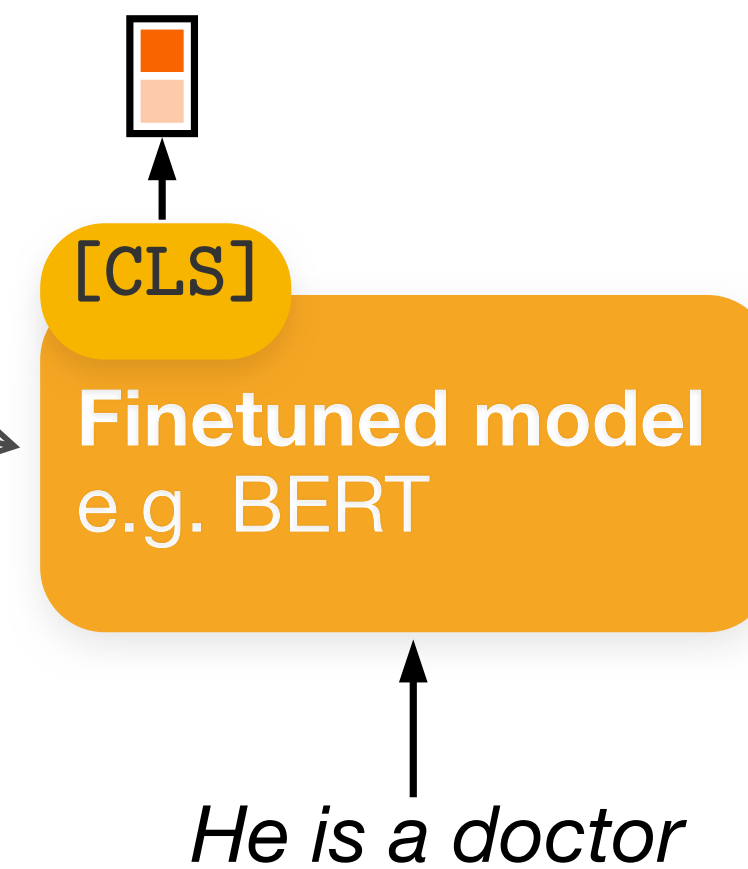 [CLS]
Finetuned model
e.g. BERT
He is a doctor